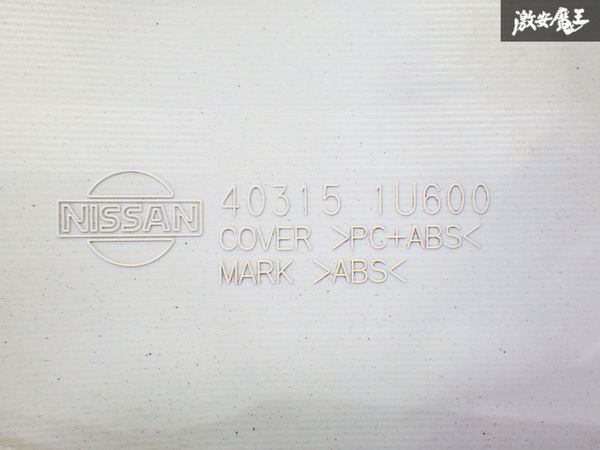 激安魔王
NISSAN
40315 1U600
COVER >PC+ABS<
MARK >ABS<